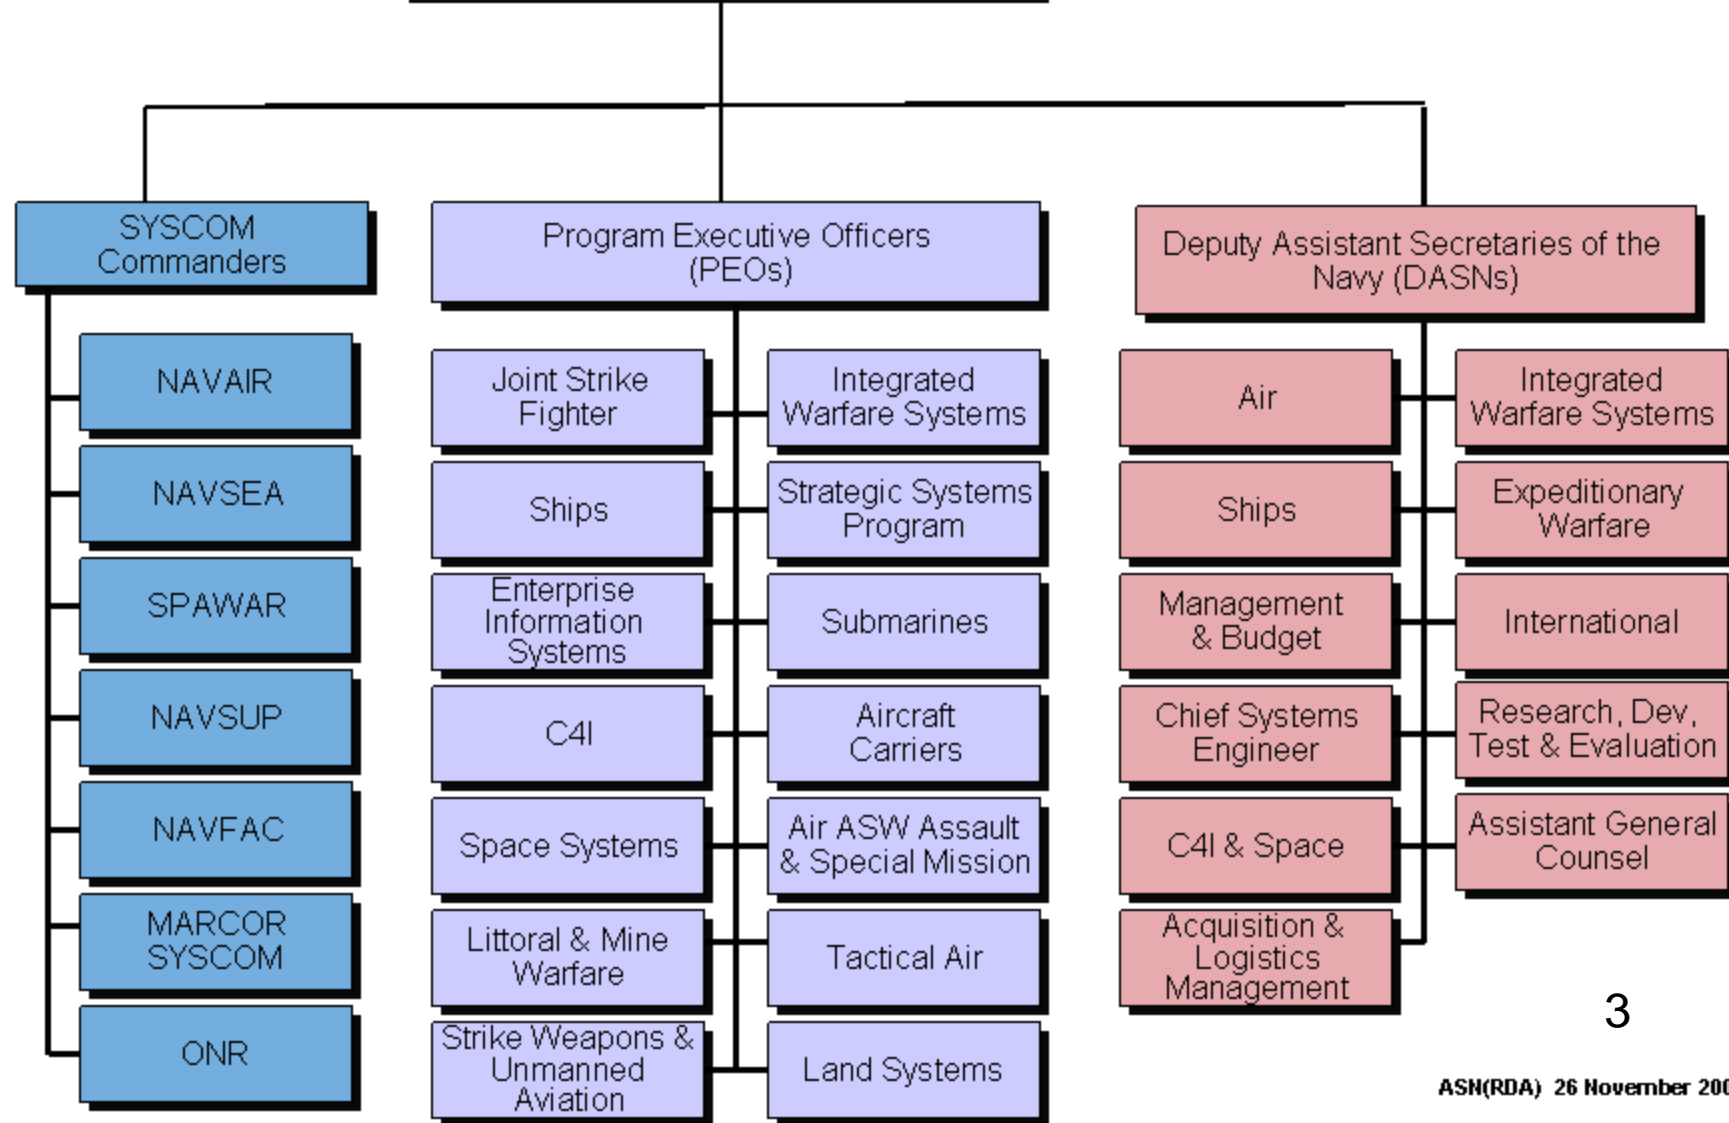 SYSCOM
Commanders
NAVAIR
NAVSEA
SPAWAR
NAVSUP
NAVFAC
MARCOR
SYSCOM
ONR
Program Executive Officers
(PEOs)
Joint Strike
Fighter
Integrated
Warfare Systems
Ships
Strategic Systems
Program
Enterprise
Information
Systems
Submarines
C4I
Aircraft
Carriers
Space Systems
Air ASW Assault
& Special Mission
Littoral & Mine
Warfare
Tactical Air
Strike Weapons &
Unmanned
Aviation
Land Systems
Deputy Assistant Secretaries of the
Navy (DASNs)
Air
Integrated
Warfare Systems
Ships
Expeditionary
Warfare
Management
& Budget
International
Chief Systems
Engineer
Research, Dev,
Test & Evaluation
C4I & Space
Assistant General
Counsel
Acquisition &
Logistics
Management
3
ASN(RDA) 26 November